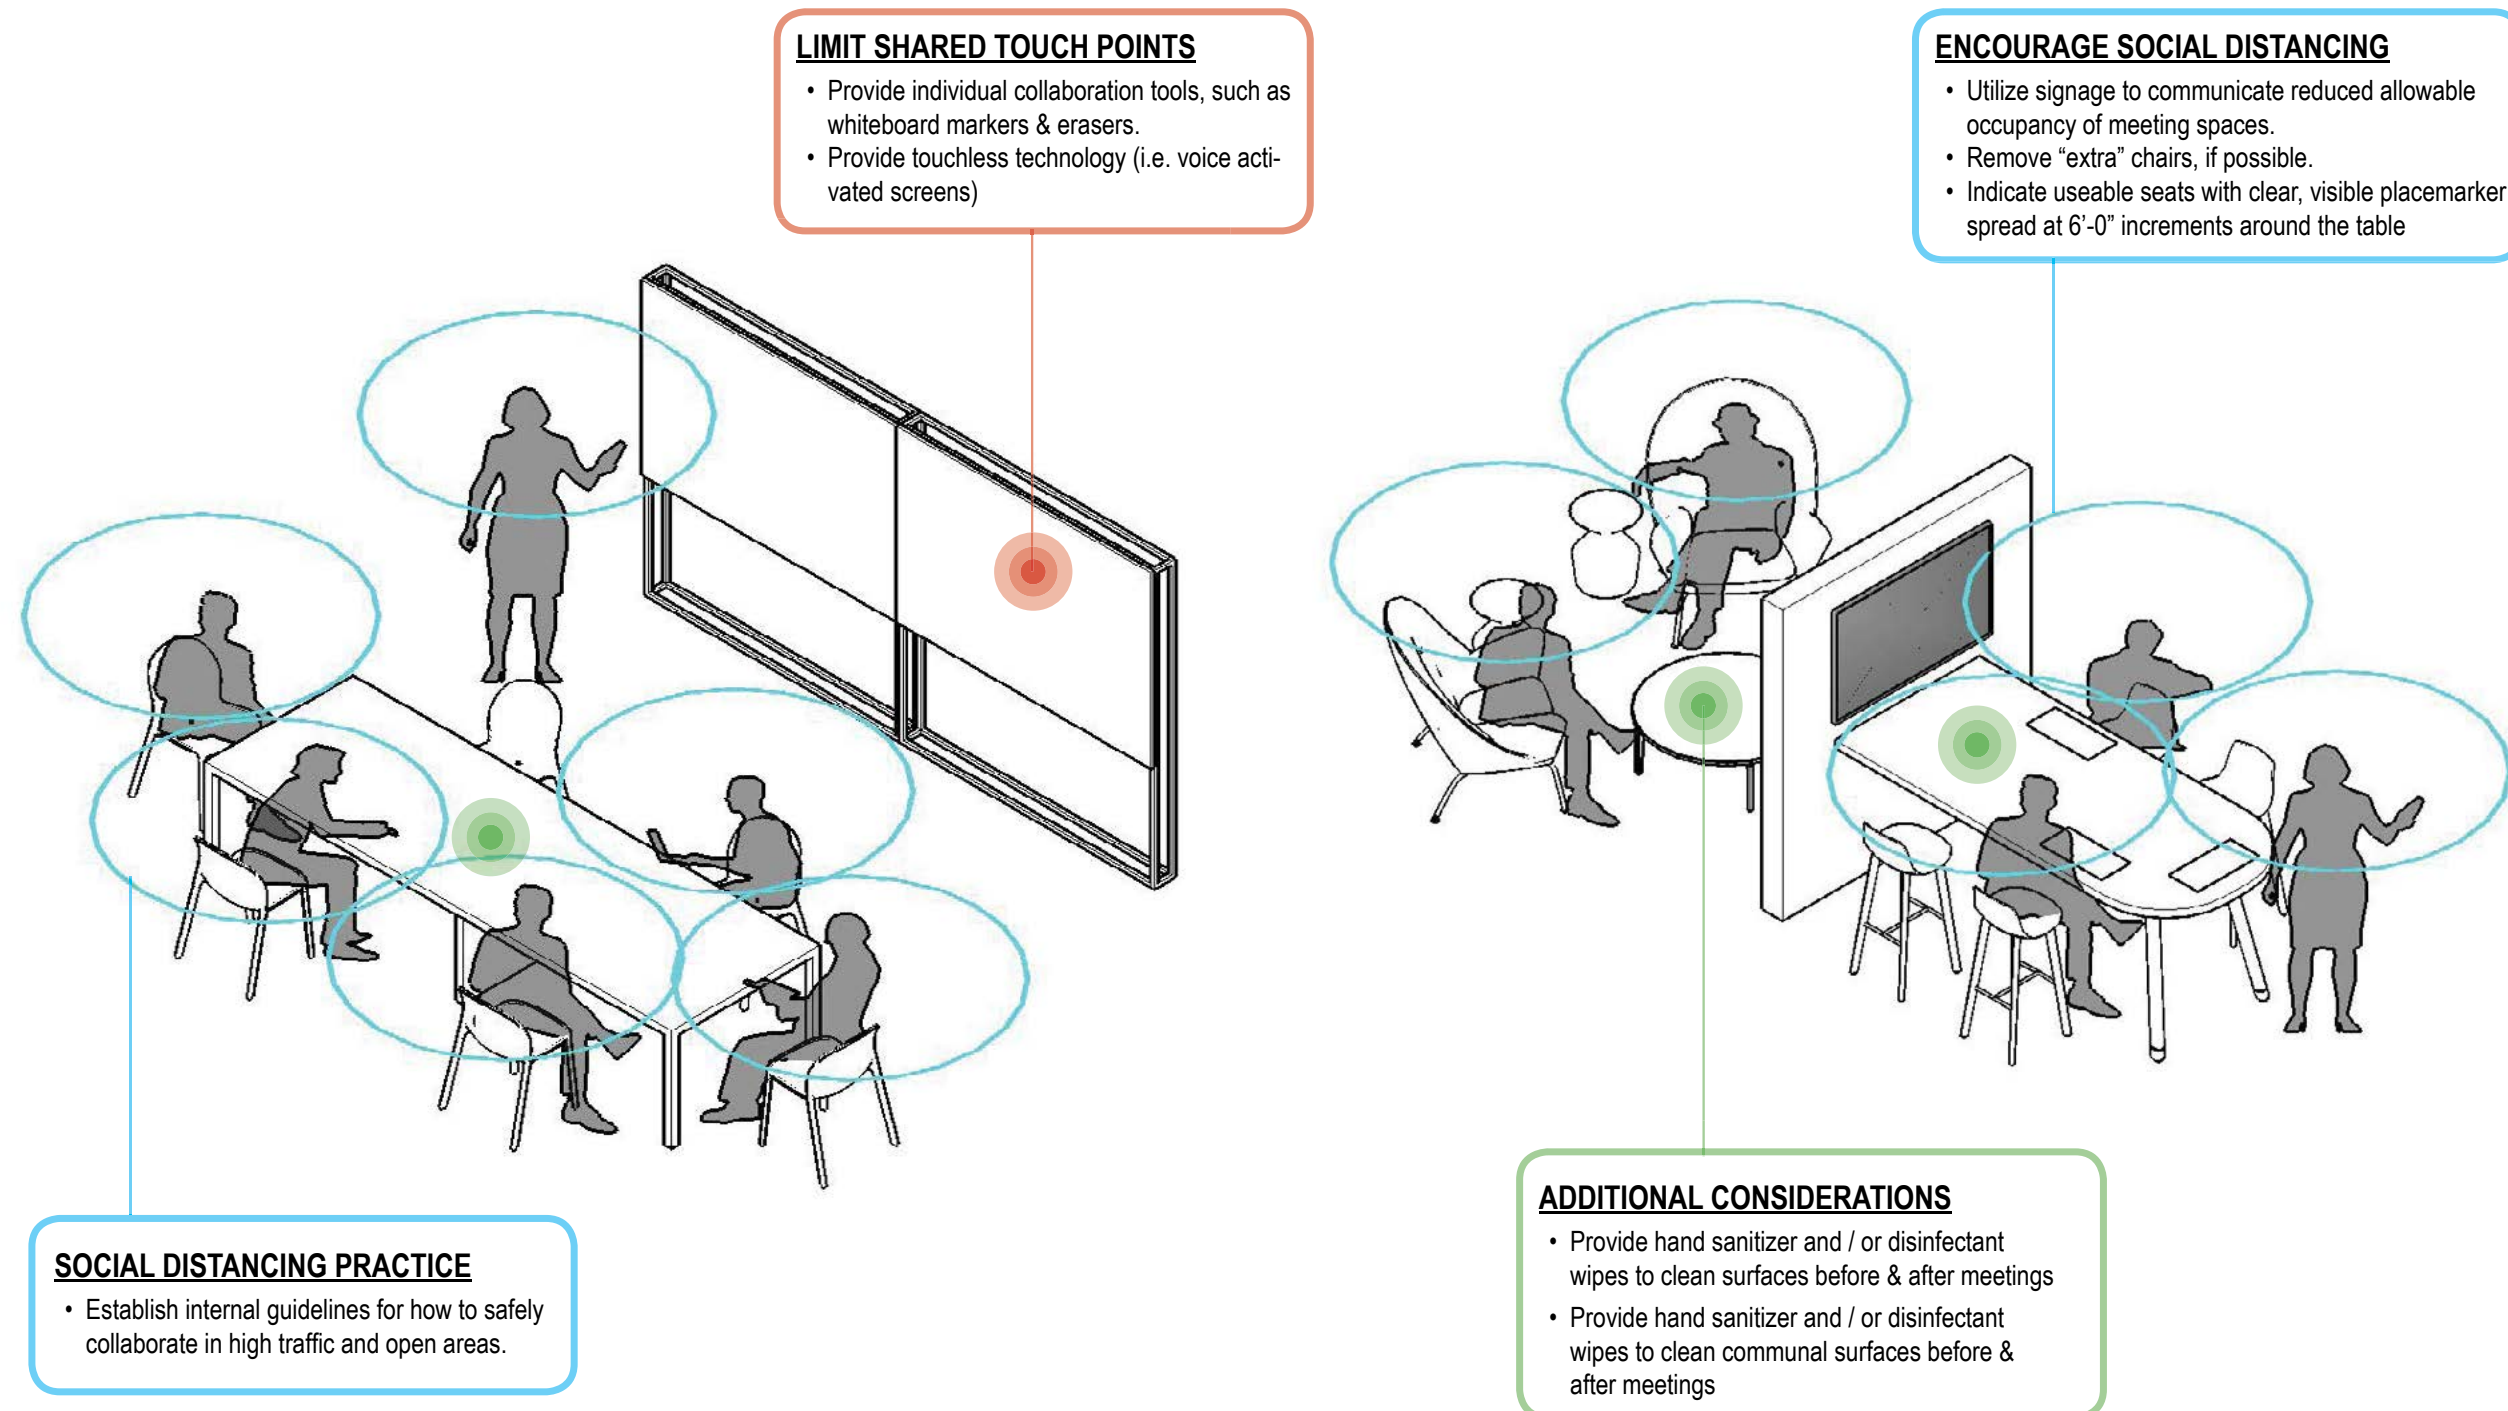 LIMIT SHARED TOUCH POINTS
• Provide individual collaboration tools, such as
whiteboard markers & erasers.
• Provide touchless technology (i.e. voice acti-
vated screens)
ENCOURAGE SOCIAL DISTANCING
• Utilize signage to communicate reduced allowable
occupancy of meeting spaces.
• Remove “extra” chairs, if possible.
• Indicate useable seats with clear, visible placemarker
spread at 6’-0” increments around the table
SOCIAL DISTANCING PRACTICE
• Establish internal guidelines for how to safely
collaborate in high traffic and open areas.
ADDITIONAL CONSIDERATIONS
• Provide hand sanitizer and / or disinfectant
wipes to clean surfaces before & after meetings
• Provide hand sanitizer and / or disinfectant
wipes to clean communal surfaces before &
after meetings